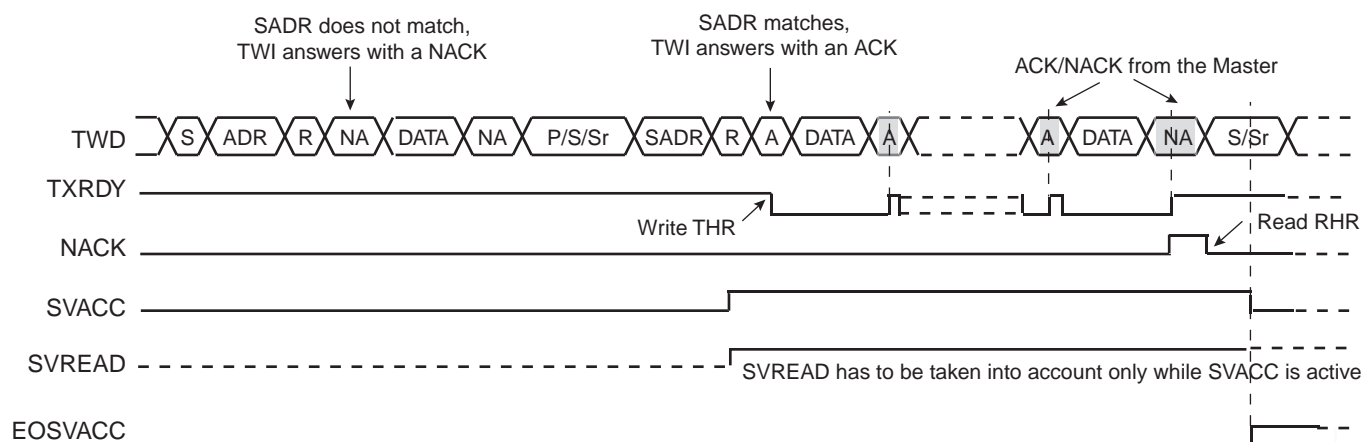 SADR does not match,
TWI answers with a NACK
SADR matches,
TWI answers with an ACK
ACK/NACK from the Master
TWD S ADR R NA DATA NA P/S/Sr SADR R A DATA A A DATA NA S/Sr
TXRDY
Write THR
Read RHR
NACK
SVACC
SVREAD
SVREAD has to be taken into account only while SVACC is active
EOSVACC